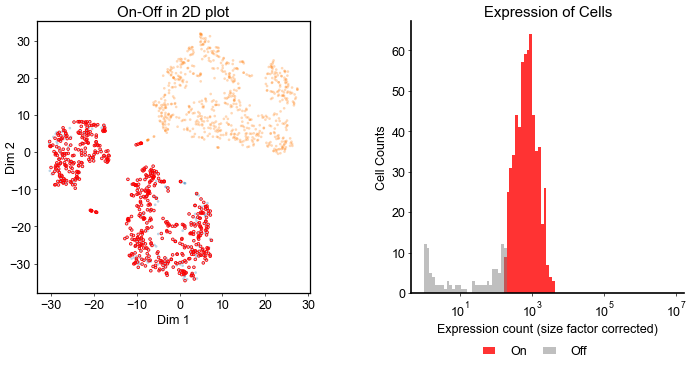 On-Off in 2D plot
Dim 2
30
20
10
0
−10
−20
−30
−30 −20 −10 0 10 20 30
Dim 1
Expression of Cells
Cell Counts
60
50
40
30
20
10
0
10^1 10^3 10^5 10^7
Expression count (size factor corrected)
On Off